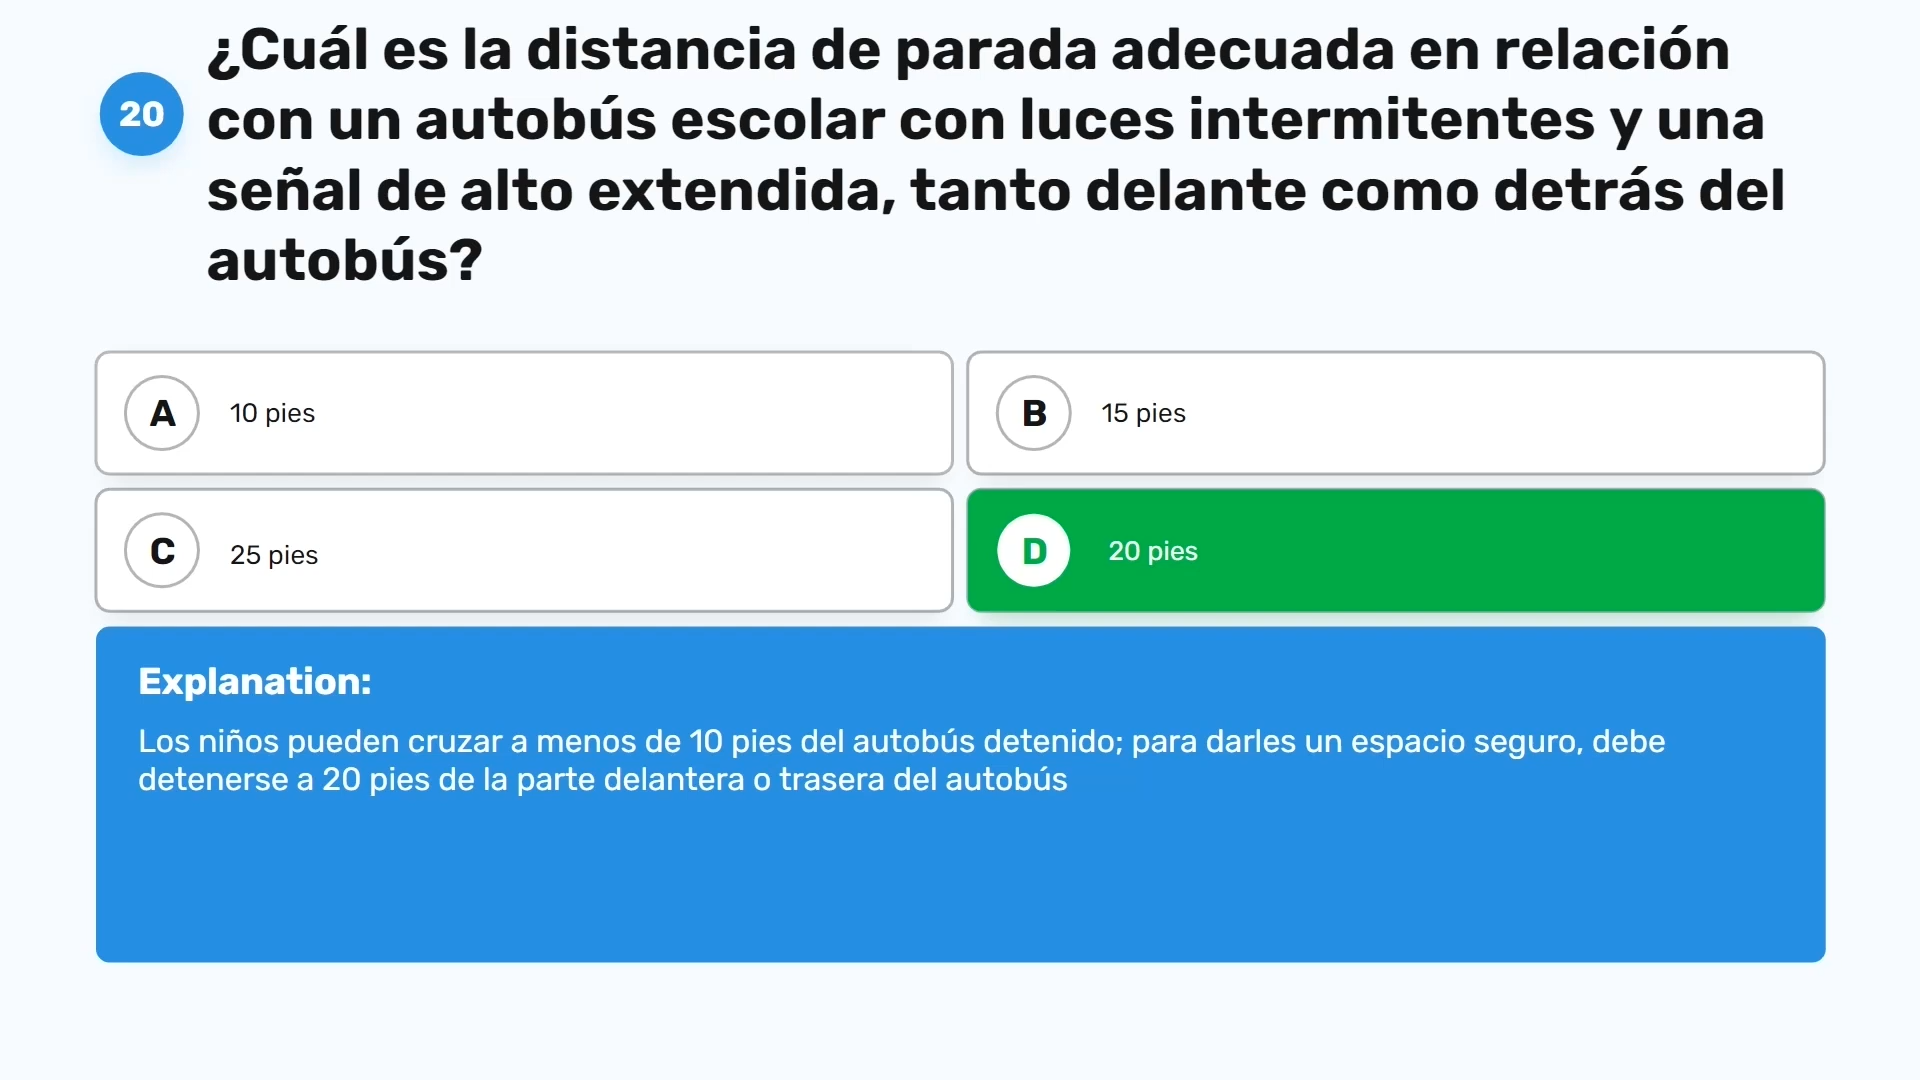 20
¿Cuál es la distancia de parada adecuada en relación
con un autobús escolar con luces intermitentes y una
señal de alto extendida, tanto delante como detrás del
autobús?
A 10 pies
B 15 pies
C 25 pies
D 20 pies
Explanation:
Los niños pueden cruzar a menos de 10 pies del autobús detenido; para darles un espacio seguro, debe
detenerse a 20 pies de la parte delantera o trasera del autobús